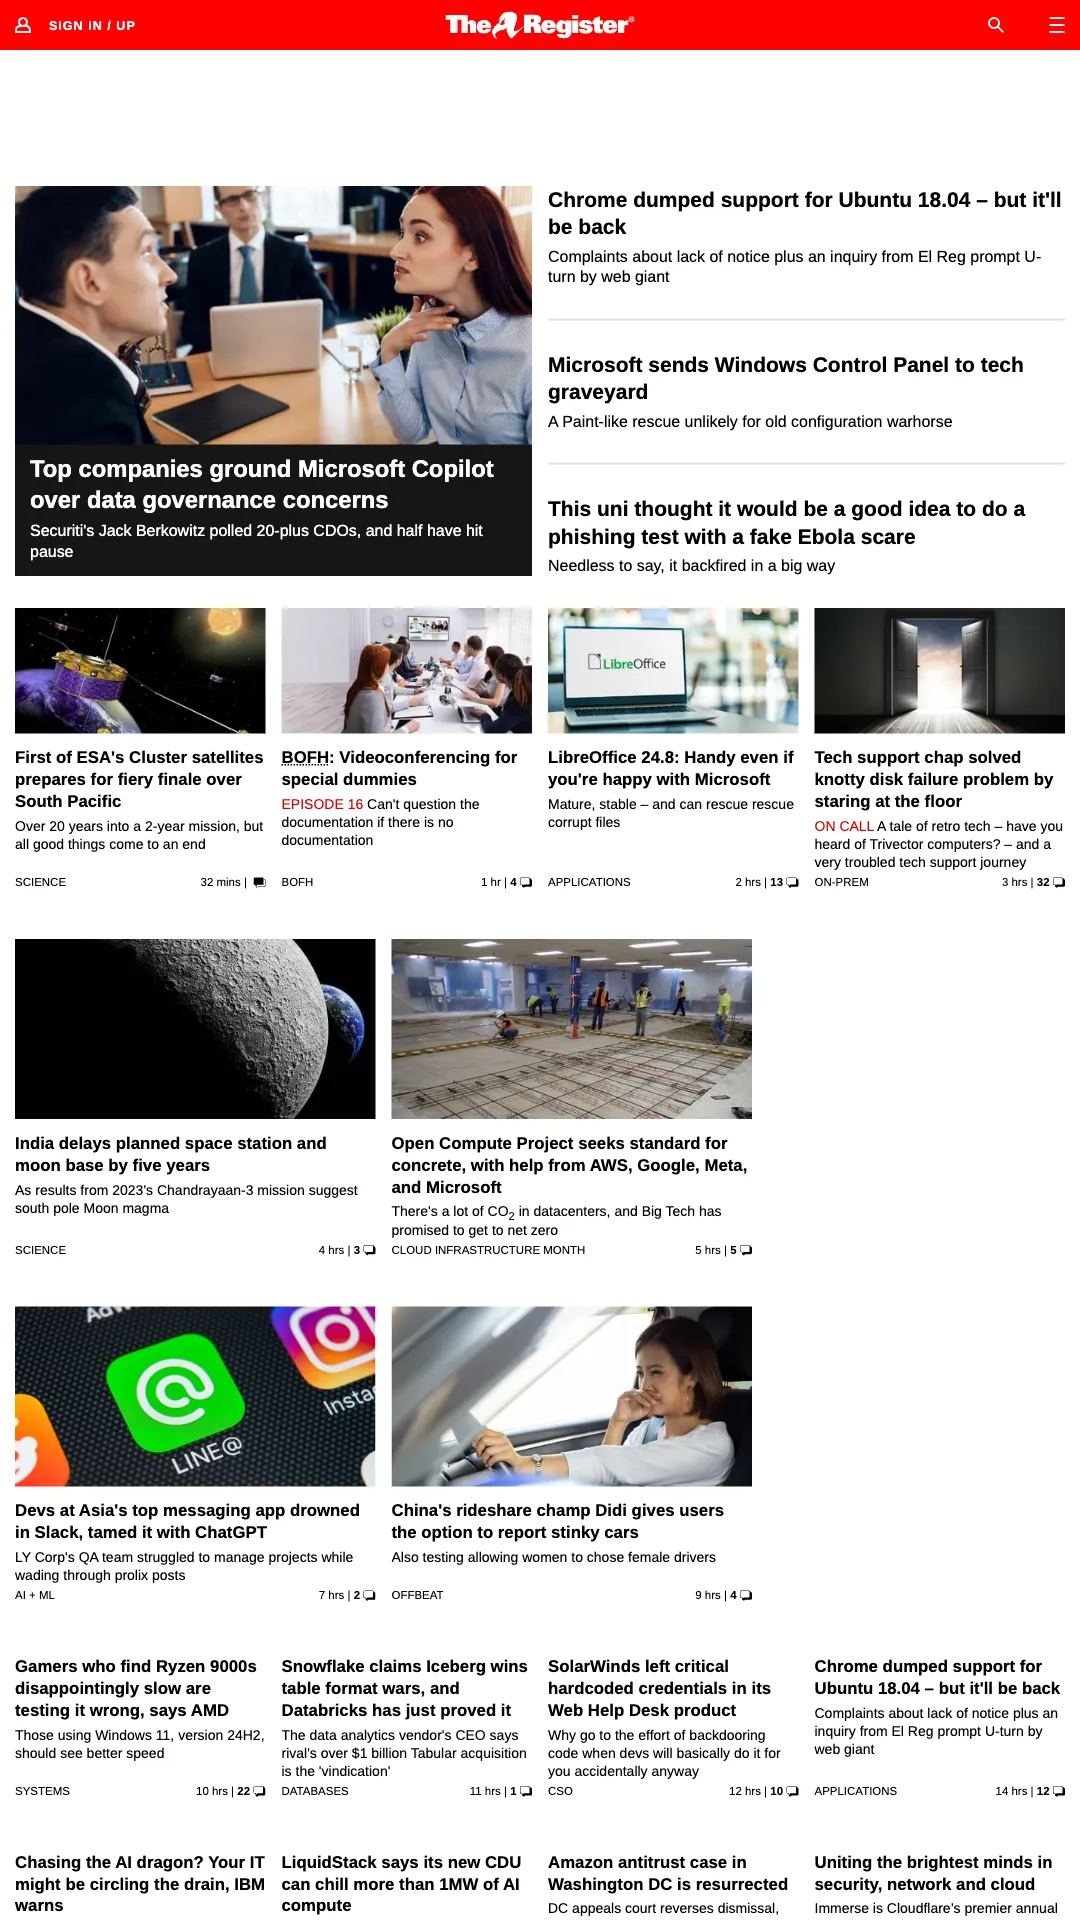 SIGN IN / UP
The Register®
Chrome dumped support for Ubuntu 18.04 – but it'll
be back
Complaints about lack of notice plus an inquiry from El Reg prompt U-
turn by web giant
Microsoft sends Windows Control Panel to tech
graveyard
A Paint-like rescue unlikely for old configuration warhorse
Top companies ground Microsoft Copilot
over data governance concerns
Securiti's Jack Berkowitz polled 20-plus CDOs, and half have hit
pause
This uni thought it would be a good idea to do a
phishing test with a fake Ebola scare
Needless to say, it backfired in a big way
First of ESA's Cluster satellites
prepares for fiery finale over
South Pacific
Over 20 years into a 2-year mission, but
all good things come to an end
SCIENCE
32 mins |
BOFH: Videoconferencing for
special dummies
EPISODE 16 Can't question the
documentation if there is no
documentation
BOFH
1 hr | 4
LibreOffice
LibreOffice 24.8: Handy even if
you're happy with Microsoft
Mature, stable – and can rescue rescue
corrupt files
APPLICATIONS
2 hrs | 13
Tech support chap solved
knotty disk failure problem by
staring at the floor
ON CALL A tale of retro tech – have you
heard of Trivector computers? – and a
very troubled tech support journey
ON-PREM
3 hrs | 32
India delays planned space station and
moon base by five years
As results from 2023's Chandrayaan-3 mission suggest
south pole Moon magma
SCIENCE
4 hrs | 3
Open Compute Project seeks standard for
concrete, with help from AWS, Google, Meta,
and Microsoft
There's a lot of CO2 in datacenters, and Big Tech has
promised to get to net zero
CLOUD INFRASTRUCTURE MONTH
5 hrs | 5
LINE@
Insta
Devs at Asia's top messaging app drowned
in Slack, tamed it with ChatGPT
LY Corp's QA team struggled to manage projects while
wading through prolix posts
AI + ML
7 hrs | 2
China's rideshare champ Didi gives users
the option to report stinky cars
Also testing allowing women to chose female drivers
OFFBEAT
9 hrs | 4
Gamers who find Ryzen 9000s
disappointingly slow are
testing it wrong, says AMD
Those using Windows 11, version 24H2,
should see better speed
SYSTEMS
10 hrs | 22
Snowflake claims Iceberg wins
table format wars, and
Databricks has just proved it
The data analytics vendor's CEO says
rival's over $1 billion Tabular acquisition
is the 'vindication'
DATABASES
11 hrs | 1
SolarWinds left critical
hardcoded credentials in its
Web Help Desk product
Why go to the effort of backdooring
code when devs will basically do it for
you accidentally anyway
CSO
12 hrs | 10
Chrome dumped support for
Ubuntu 18.04 – but it'll be back
Complaints about lack of notice plus an
inquiry from El Reg prompt U-turn by
web giant
APPLICATIONS
14 hrs | 12
Chasing the AI dragon? Your IT
might be circling the drain, IBM
warns
LiquidStack says its new CDU
can chill more than 1MW of AI
compute
Amazon antitrust case in
Washington DC is resurrected
DC appeals court reverses dismissal,
Uniting the brightest minds in
security, network and cloud
Immerse is Cloudflare's premier annual